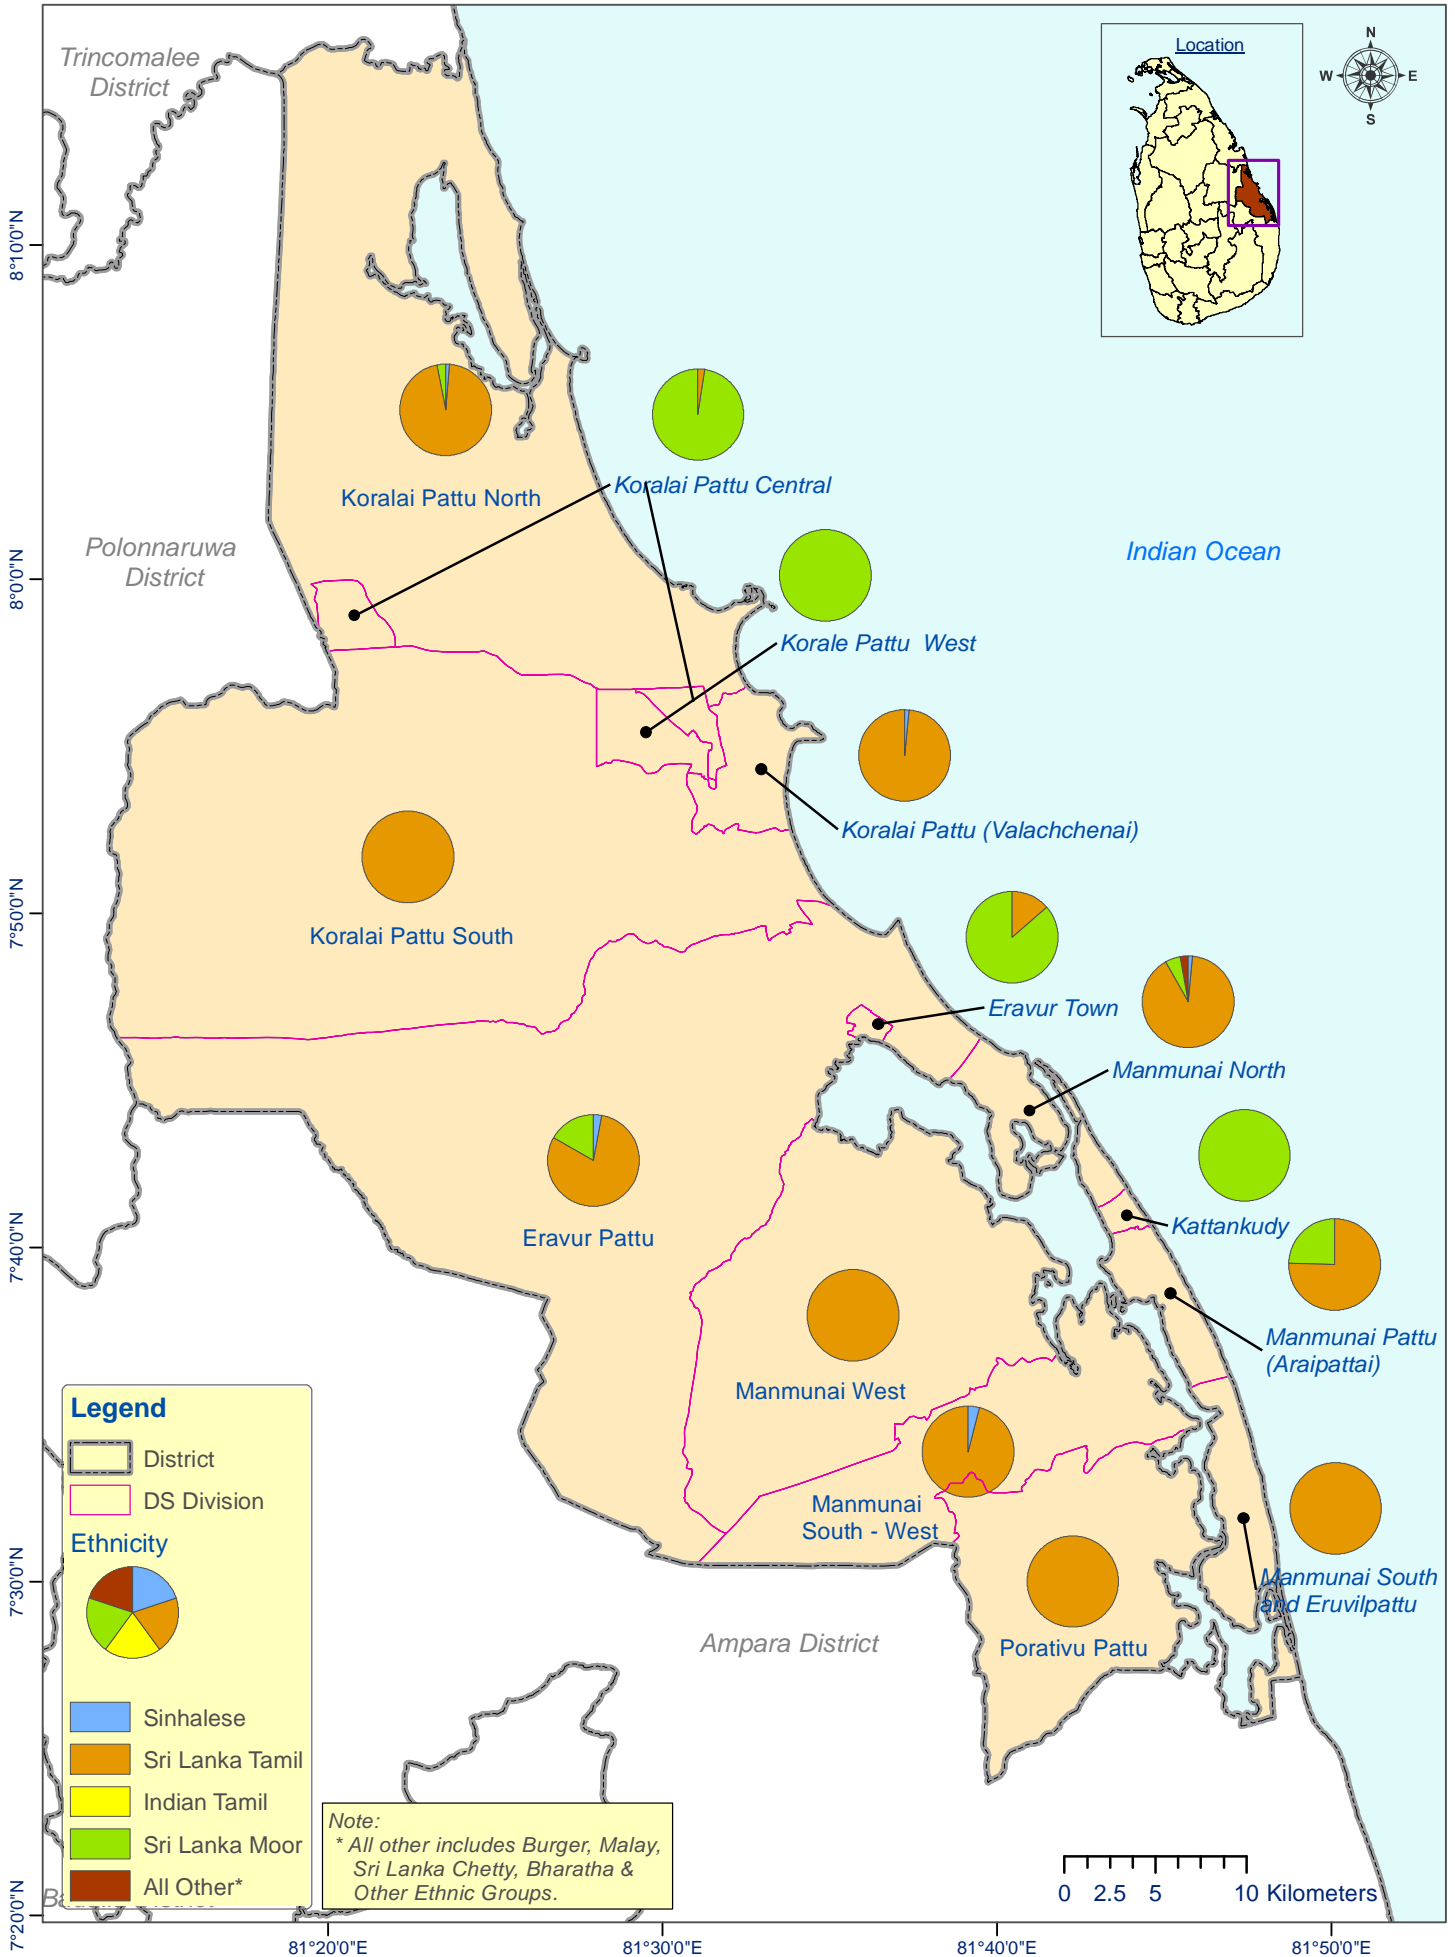 Trincomalee
District
Location
N
W
E
S
8°10'0"N
Koralai Pattu North
Koralai Pattu Central
Polonnaruwa
District
Indian Ocean
8°0'0"N
Korale Pattu  West
Koralai Pattu (Valachchenai)
7°50'0"N
Koralai Pattu South
Eravur Town
Manmunai North
Kattankudy
Eravur Pattu
7°40'0"N
Manmunai Pattu
(Araipattai)
Manmunai West
Manmunai
South - West
Manmunai South
and Eruvilpattu
7°30'0"N
Porativu Pattu
Ampara District
Legend
District
DS Division
Ethnicity
Sinhalese
Sri Lanka Tamil
Indian Tamil
Sri Lanka Moor
All Other*
Note:
* All other includes Burger, Malay,
Sri Lanka Chetty, Bharatha &
Other Ethnic Groups.
0 2.5 5 10 Kilometers
7°20'0"N
81°20'0"E
81°30'0"E
81°40'0"E
81°50'0"E